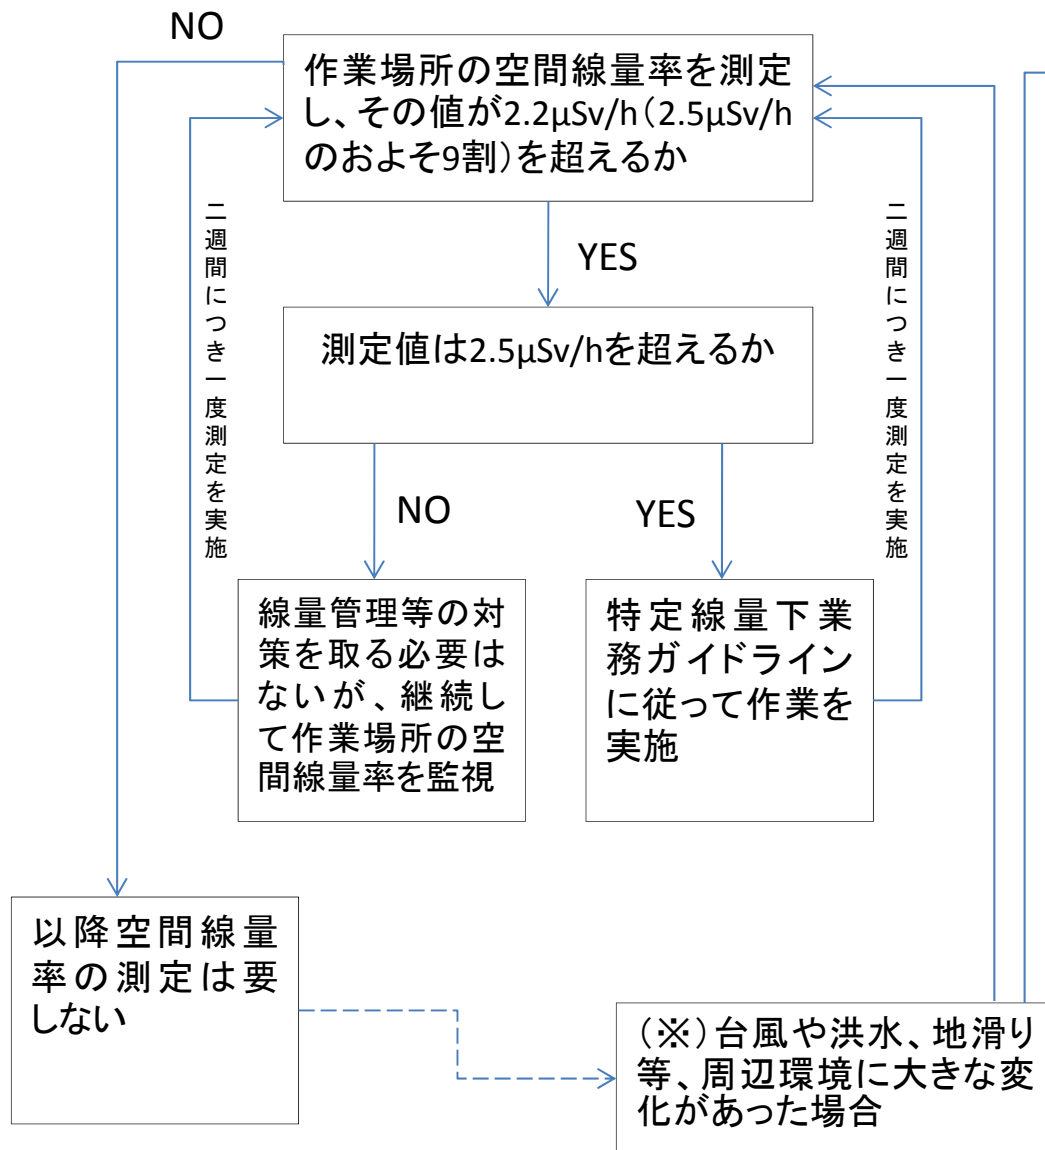 NO
作業場所の空間線量率を測定
し、その値が2.2μSv/h（2.5μSv/h
のおよそ9割）を超えるか
二週間につき一度測定を実施
二週間につき一度測定を実施
YES
測定値は2.5μSv/hを超えるか
NO
YES
線量管理等の対
策を取る必要は
ないが、継続し
て作業場所の空
間線量率を監視
特定線量下業
務ガイドライン
に従って作業を
実施
以降空間線量
率の測定は要
しない
（※）台風や洪水、地滑り
等、周辺環境に大きな変
化があった場合